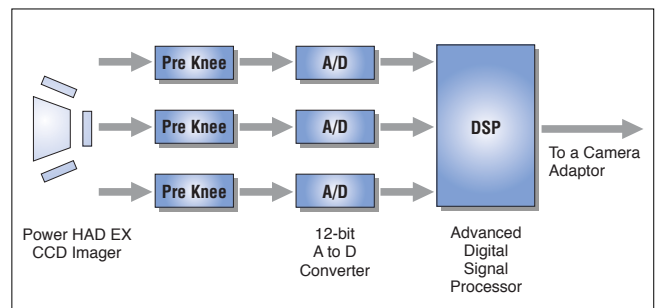 Pre Knee
A/D
Pre Knee
A/D
DSP
Pre Knee
A/D
To a Camera
Adaptor
Power HAD EX
CCD Imager
12-bit
A to D
Converter
Advanced
Digital
Signal
Processor